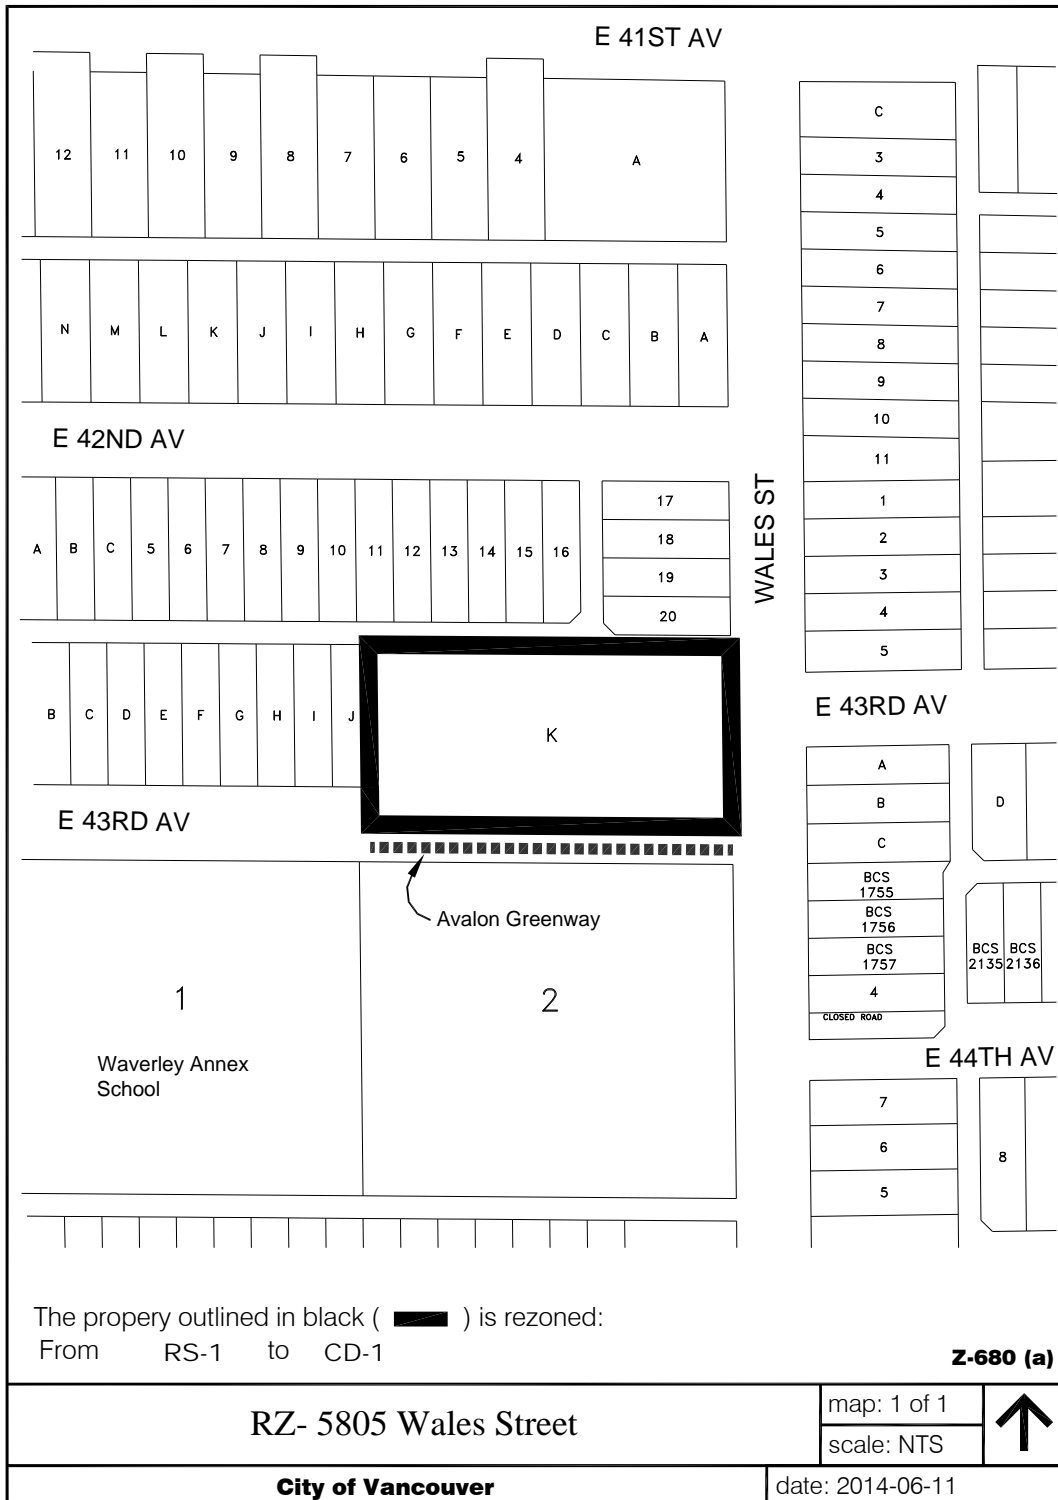 E 41ST AV
12 11 10 9 8 7 6 5 4 A
C
3
4
5
6
7
8
9
10
11
1
2
3
4
5
N M L K J I H G F E D C B A
E 42ND AV
WALES ST
A B C 5 6 7 8 9 10 11 12 13 14 15 16
17
18
19
20
B C D E F G H I J
K
E 43RD AV
E 43RD AV
A
B
C
BCS
1755
BCS
1756
BCS
1757
4
CLOSED ROAD
D
BCS BCS
2135 2136
Avalon Greenway
1
2
Waverley Annex
School
E 44TH AV
7
6
5
8
The propery outlined in black ( ) is rezoned:
From RS-1 to CD-1
Z-680 (a)
RZ- 5805 Wales Street
map: 1 of 1
scale: NTS
City of Vancouver
date: 2014-06-11